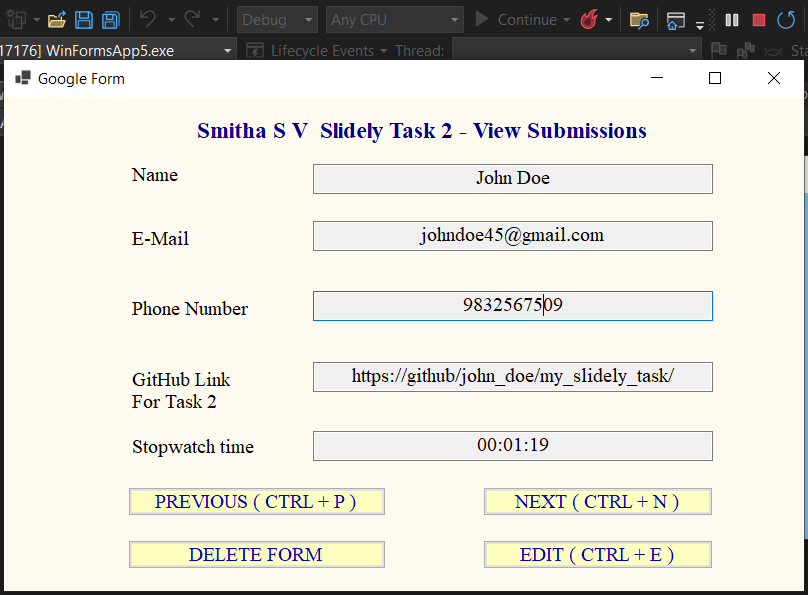 Debug Any CPU Continue
17176] WinFormsApp5.exe Lifecycle Events Thread:
Google Form
Smitha S V Slidely Task 2 - View Submissions
Name John Doe
E-Mail johndoe45@gmail.com
Phone Number 9832567509
GitHub Link https://github/john_doe/my_slidely_task/
For Task 2
Stopwatch time 00:01:19
PREVIOUS ( CTRL + P ) NEXT ( CTRL + N )
DELETE FORM EDIT ( CTRL + E )